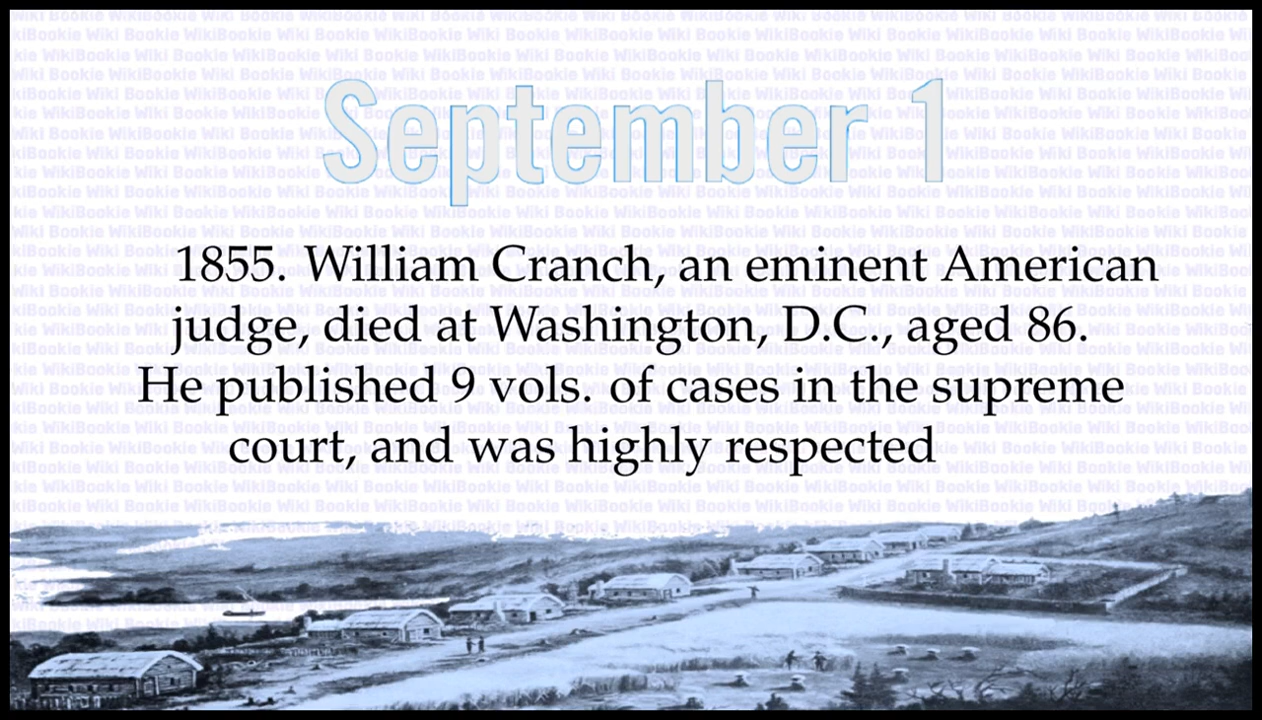 September 1
1855. William Cranch, an eminent American
judge, died at Washington, D.C., aged 86.
He published 9 vols. of cases in the supreme
court, and was highly respected